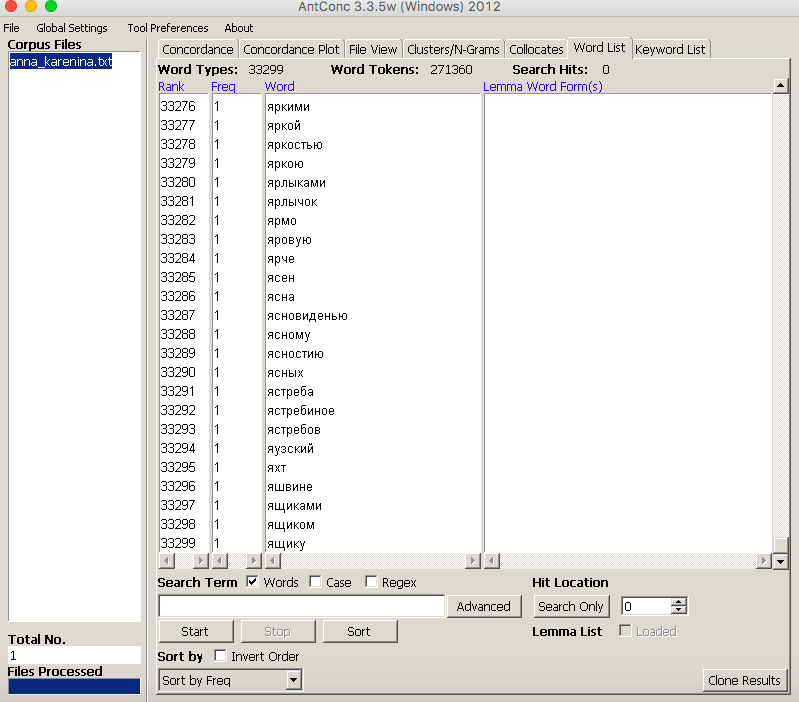 AntConc 3.3.5w (Windows) 2012
File Global Settings Tool Preferences About
Corpus Files
anna_karenina.txt
Concordance Concordance Plot File View Clusters/N-Grams Collocates Word List Keyword List
Word Types: 33299 Word Tokens: 271360 Search Hits: 0
Rank Freq Word Lemma Word Form(s)
33276 1 яркими
33277 1 яркой
33278 1 яркостью
33279 1 яркою
33280 1 ярлыками
33281 1 ярлычок
33282 1 ярмо
33283 1 яровую
33284 1 ярче
33285 1 ясен
33286 1 ясна
33287 1 ясновиденью
33288 1 ясному
33289 1 ясностию
33290 1 ясных
33291 1 ястреба
33292 1 ястребиное
33293 1 ястребов
33294 1 яузский
33295 1 яхт
33296 1 яшвине
33297 1 ящиками
33298 1 ящиком
33299 1 ящику
Search Term Words Case Regex Hit Location
Advanced Search Only 0
Start Stop Sort Lemma List Loaded
Total No.
1
Files Processed
Sort by Invert Order
Sort by Freq Clone Results